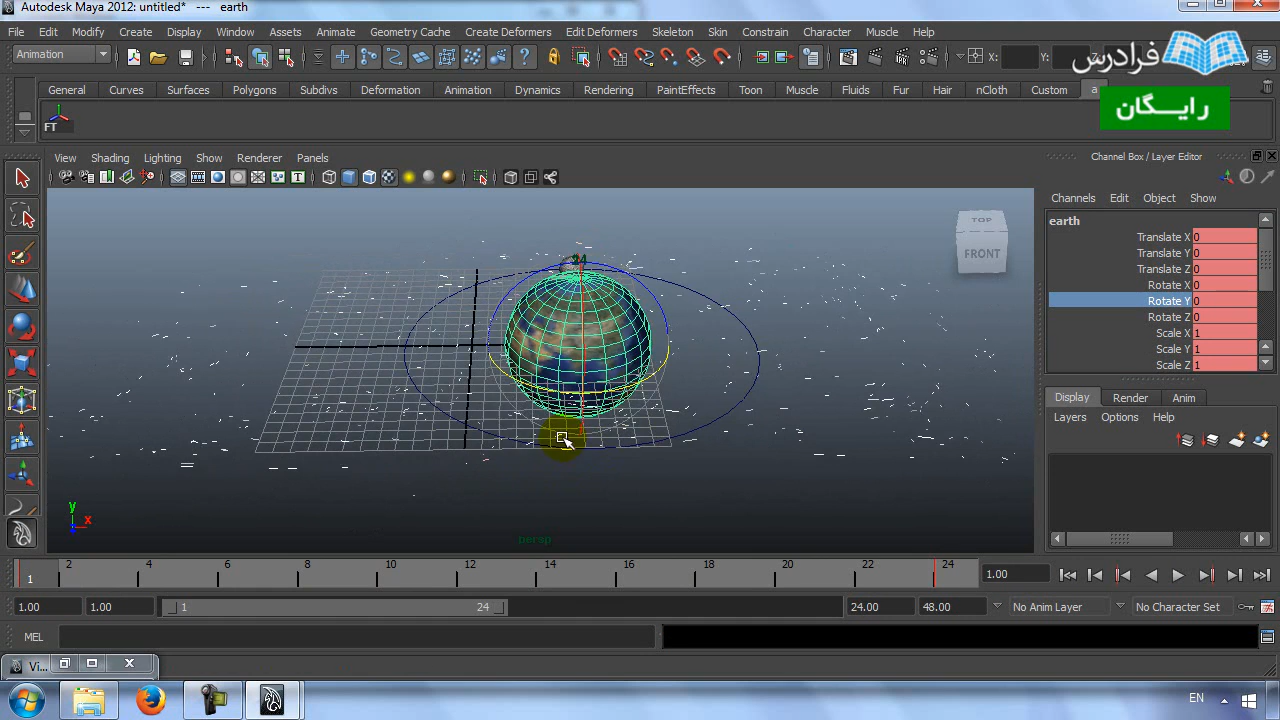 Autodesk Maya 2012: untitled* --- earth
File Edit Modify Create Display Window Assets Animate Geometry Cache Create Deformers Edit Deformers Skeleton Skin Constrain Character Muscle Help
Animation X: Y:
فرادرس
General Curves Surfaces Polygons Subdivs Deformation Animation Dynamics Rendering PaintEffects Toon Muscle Fluids Fur Hair nCloth Custom a
رایگان
FT
View Shading Lighting Show Renderer Panels
Channel Box / Layer Editor
Channels Edit Object Show
earth
Translate X 0
Translate Y 0
Translate Z 0
Rotate X 0
Rotate Y 0
Rotate Z 0
Scale X 1
Scale Y 1
Scale Z 1
TOP
FRONT
24
Display Render Anim
Layers Options Help
y
x
persp
1 2 4 6 8 10 12 14 16 18 20 22 24 1.00
1.00 1.00 1 24 24.00 48.00 No Anim Layer No Character Set
MEL
Vi...
EN